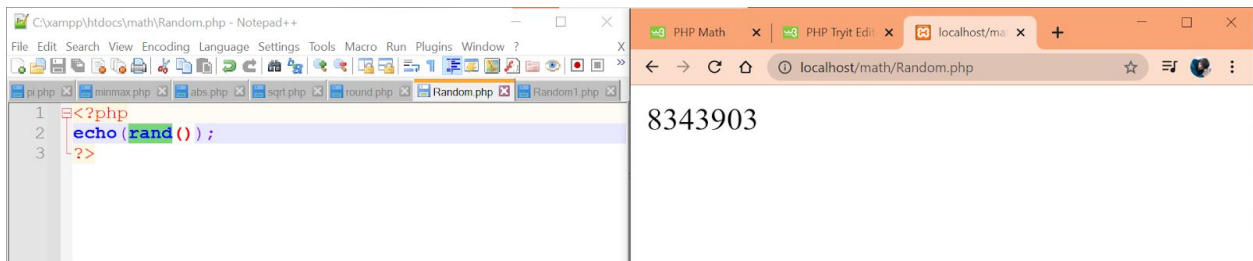 C:\xampp\htdocs\math\Random.php - Notepad++
File Edit Search View Encoding Language Settings Tools Macro Run Plugins Window ? X
pi.php minmax.php abs.php sqrt.php round.php Random.php Random1.php
1 <?php
2 echo(rand());
3 ?>
PHP Math PHP Tryit Edit localhost/ma
localhost/math/Random.php
8343903